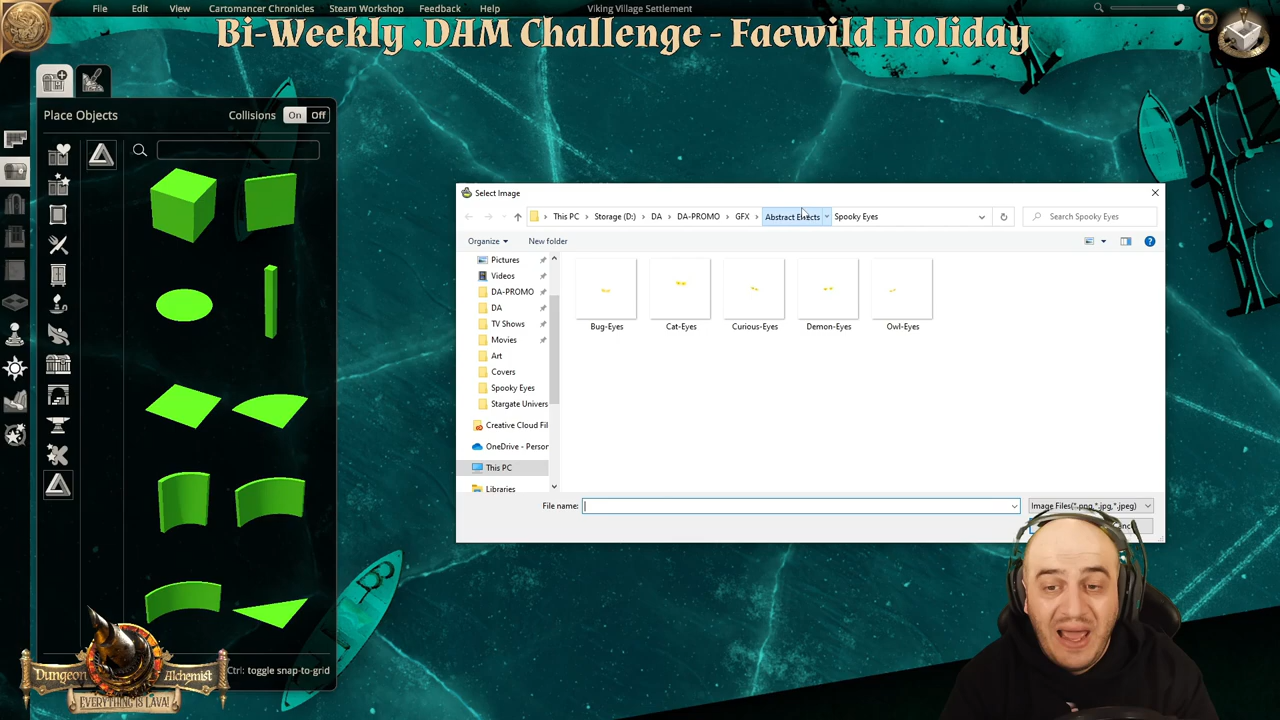 File Edit View Cartomancer Chronicles Steam Workshop Feedback Help Viking Village Settlement
Bi-Weekly .DAM Challenge - Faewild Holiday
Place Objects Collisions On Off
Select Image
This PC > Storage (D:) > DA > DA-PROMO > GFX > Abstract Effects Spooky Eyes Search Spooky Eyes
Organize New folder
Pictures
Videos
DA-PROMO
DA
TV Shows
Movies
Art
Covers
Spooky Eyes
Stargate Univers
Creative Cloud Fil
OneDrive - Person
This PC
Libraries
Bug-Eyes Cat-Eyes Curious-Eyes Demon-Eyes Owl-Eyes
File name: Image Files(*.png,*.jpg,*.jpeg)
Ctrl: toggle snap-to-grid
Dungeon Alchemist
EVERYTHING IS LAVA!